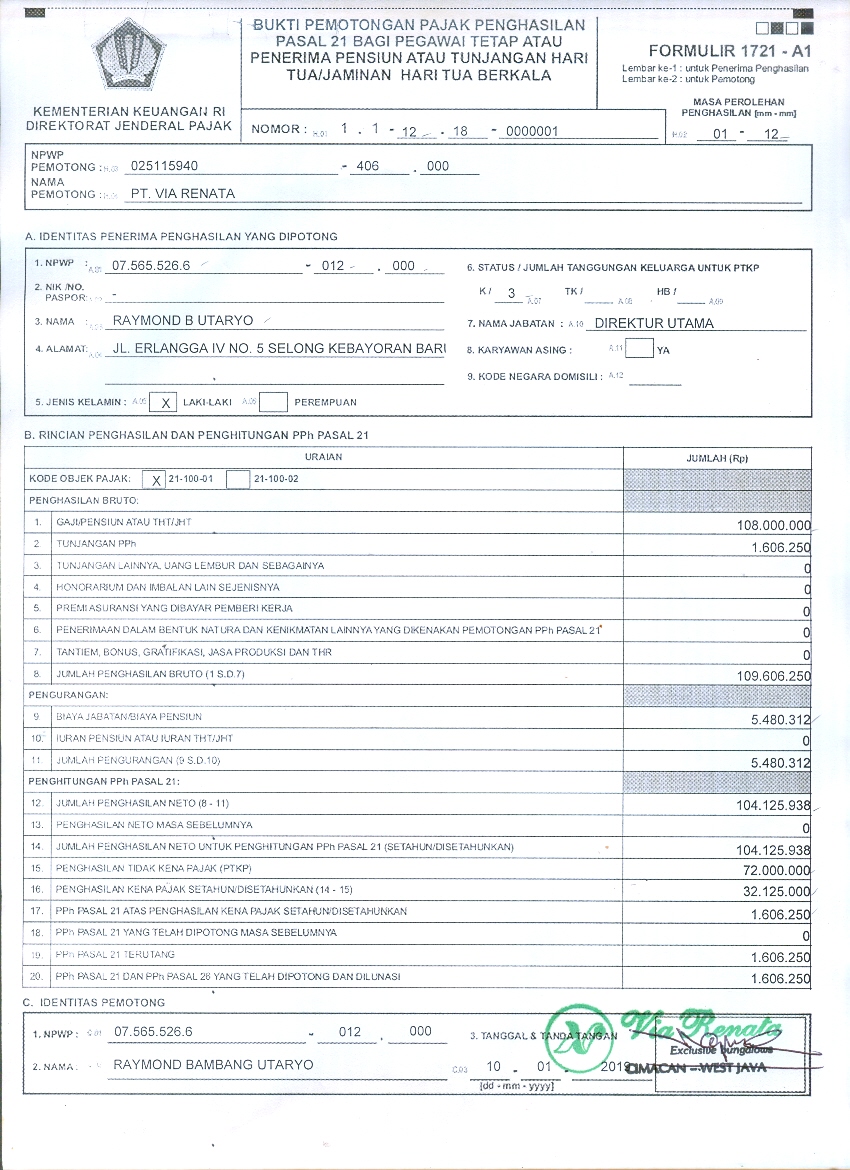 BUKTI PEMOTONGAN PAJAK PENGHASILAN
PASAL 21 BAGI PEGAWAI TETAP ATAU
PENERIMA PENSIUN ATAU TUNJANGAN HARI
TUA/JAMINAN HARI TUA BERKALA
FORMULIR 1721 - A1
Lembar ke-1 : untuk Penerima Penghasilan
Lembar ke-2 : untuk Pemotong
KEMENTERIAN KEUANGAN RI
DIREKTORAT JENDERAL PAJAK
MASA PEROLEHAN
PENGHASILAN [mm - mm]
NOMOR : H.01 1 . 1 - 12 - 18 - 0000001
H.02 01 - 12
NPWP
PEMOTONG : H.03 025115940 - 406 . 000
NAMA
PEMOTONG : PT. VIA RENATA
A. IDENTITAS PENERIMA PENGHASILAN YANG DIPOTONG
1. NPWP : A.01 07.565.526.6 - 012 . 000
2. NIK /NO.
PASPOR: -
3. NAMA : RAYMOND B UTARYO
4. ALAMAT: A.04 JL. ERLANGGA IV NO. 5 SELONG KEBAYORAN BARU
5. JENIS KELAMIN : A.05 X LAKI-LAKI A.06 PEREMPUAN
6. STATUS / JUMLAH TANGGUNGAN KELUARGA UNTUK PTKP
K / 3 A.07 TK / A.08 HB / A.09
7. NAMA JABATAN : A.10 DIREKTUR UTAMA
8. KARYAWAN ASING : A.11 YA
9. KODE NEGARA DOMISILI : A.12
B. RINCIAN PENGHASILAN DAN PENGHITUNGAN PPh PASAL 21
URAIAN JUMLAH (Rp)
KODE OBJEK PAJAK: X 21-100-01 21-100-02
PENGHASILAN BRUTO:
1. GAJI/PENSIUN ATAU THT/JHT 108.000.000
2. TUNJANGAN PPh 1.606.250
3. TUNJANGAN LAINNYA, UANG LEMBUR DAN SEBAGAINYA 0
4. HONORARIUM DAN IMBALAN LAIN SEJENISNYA 0
5. PREMI ASURANSI YANG DIBAYAR PEMBERI KERJA 0
6. PENERIMAAN DALAM BENTUK NATURA DAN KENIKMATAN LAINNYA YANG DIKENAKAN PEMOTONGAN PPh PASAL 21 0
7. TANTIEM, BONUS, GRATIFIKASI, JASA PRODUKSI DAN THR 0
8. JUMLAH PENGHASILAN BRUTO (1 S.D.7) 109.606.250
PENGURANGAN:
9. BIAYA JABATAN/BIAYA PENSIUN 5.480.312
10. IURAN PENSIUN ATAU IURAN THT/JHT 0
11. JUMLAH PENGURANGAN (9 S.D.10) 5.480.312
PENGHITUNGAN PPh PASAL 21:
12. JUMLAH PENGHASILAN NETO (8 - 11) 104.125.938
13. PENGHASILAN NETO MASA SEBELUMNYA 0
14. JUMLAH PENGHASILAN NETO UNTUK PENGHITUNGAN PPh PASAL 21 (SETAHUN/DISETAHUNKAN) 104.125.938
15. PENGHASILAN TIDAK KENA PAJAK (PTKP) 72.000.000
16. PENGHASILAN KENA PAJAK SETAHUN/DISETAHUNKAN (14 - 15) 32.125.000
17. PPh PASAL 21 ATAS PENGHASILAN KENA PAJAK SETAHUN/DISETAHUNKAN 1.606.250
18. PPh PASAL 21 YANG TELAH DIPOTONG MASA SEBELUMNYA 0
19. PPh PASAL 21 TERUTANG 1.606.250
20. PPh PASAL 21 DAN PPh PASAL 26 YANG TELAH DIPOTONG DAN DILUNASI 1.606.250
C. IDENTITAS PEMOTONG
1. NPWP : C.01 07.565.526.6 - 012 . 000
2. NAMA : RAYMOND BAMBANG UTARYO
3. TANGGAL & TANDA TANGAN
C.03 10 - 01 . 2019
[dd - mm - yyyy]
Via Renata
Exclusive bungalows
CIMACAN - WEST JAVA